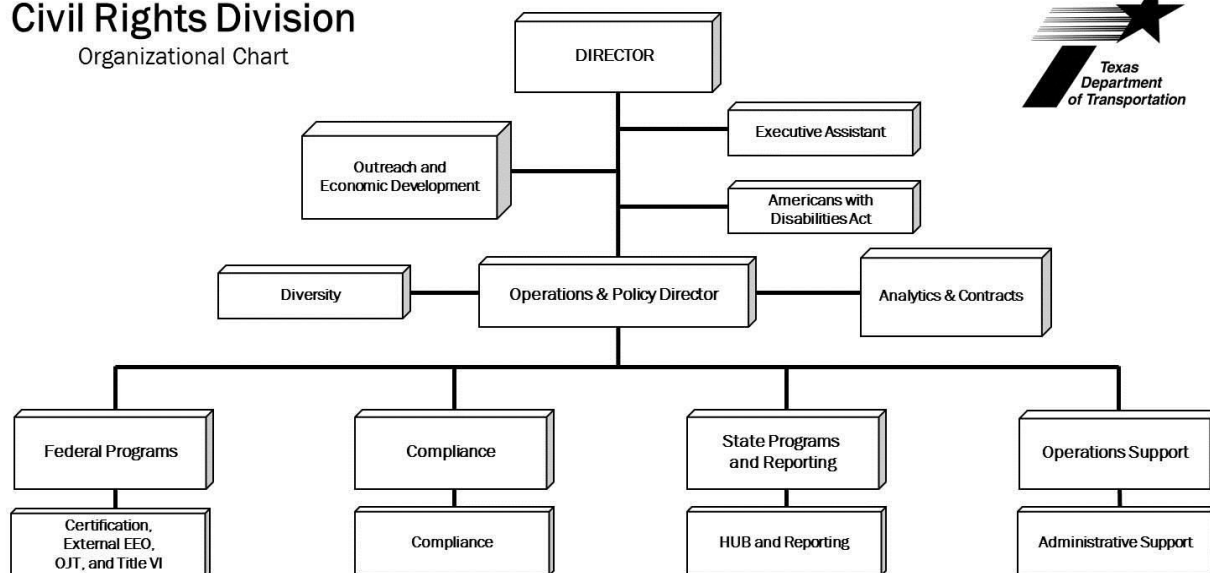 Civil Rights Division
Organizational Chart
DIRECTOR
Texas
Department
of Transportation
Executive Assistant
Outreach and
Economic Development
Americans with
Disabilities Act
Diversity
Operations & Policy Director
Analytics & Contracts
Federal Programs
Compliance
State Programs
and Reporting
Operations Support
Certification,
External EEO,
OJT, and Title VI
Compliance
HUB and Reporting
Administrative Support